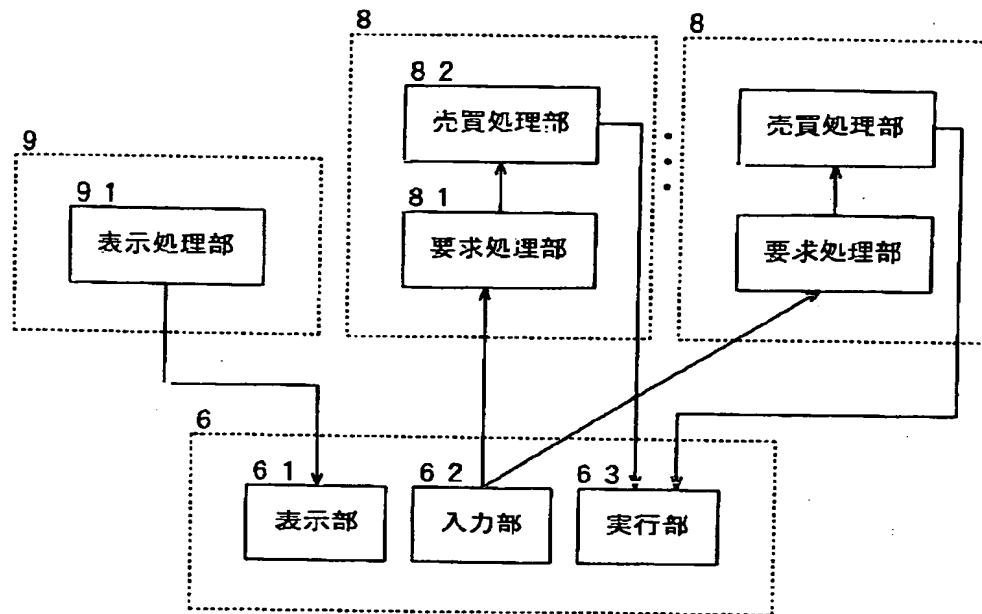 8
8
8 2
売買処理部
売買処理部
9
9 1
表示処理部
8 1
要求処理部
要求処理部
6
6 1
表示部
6 2
入力部
6 3
実行部